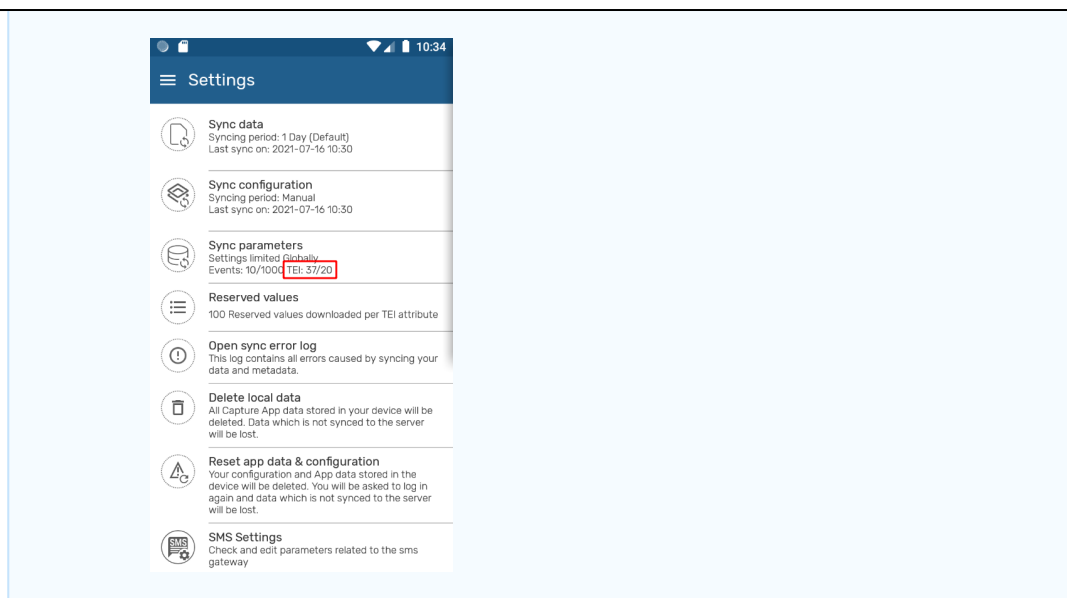 10:34
Settings
Sync data
Syncing period: 1 Day (Default)
Last sync on: 2021-07-16 10:30
Sync configuration
Syncing period: Manual
Last sync on: 2021-07-16 10:30
Sync parameters
Settings limited Globally
Events: 10/1000 TEI: 37/20
Reserved values
100 Reserved values downloaded per TEI attribute
Open sync error log
This log contains all errors caused by syncing your
data and metadata.
Delete local data
All Capture App data stored in your device will be
deleted. Data which is not synced to the server
will be lost.
Reset app data & configuration
Your configuration and App data stored in the
device will be deleted. You will be asked to log in
again and data which is not synced to the server
will be lost.
SMS
SMS Settings
Check and edit parameters related to the sms
gateway